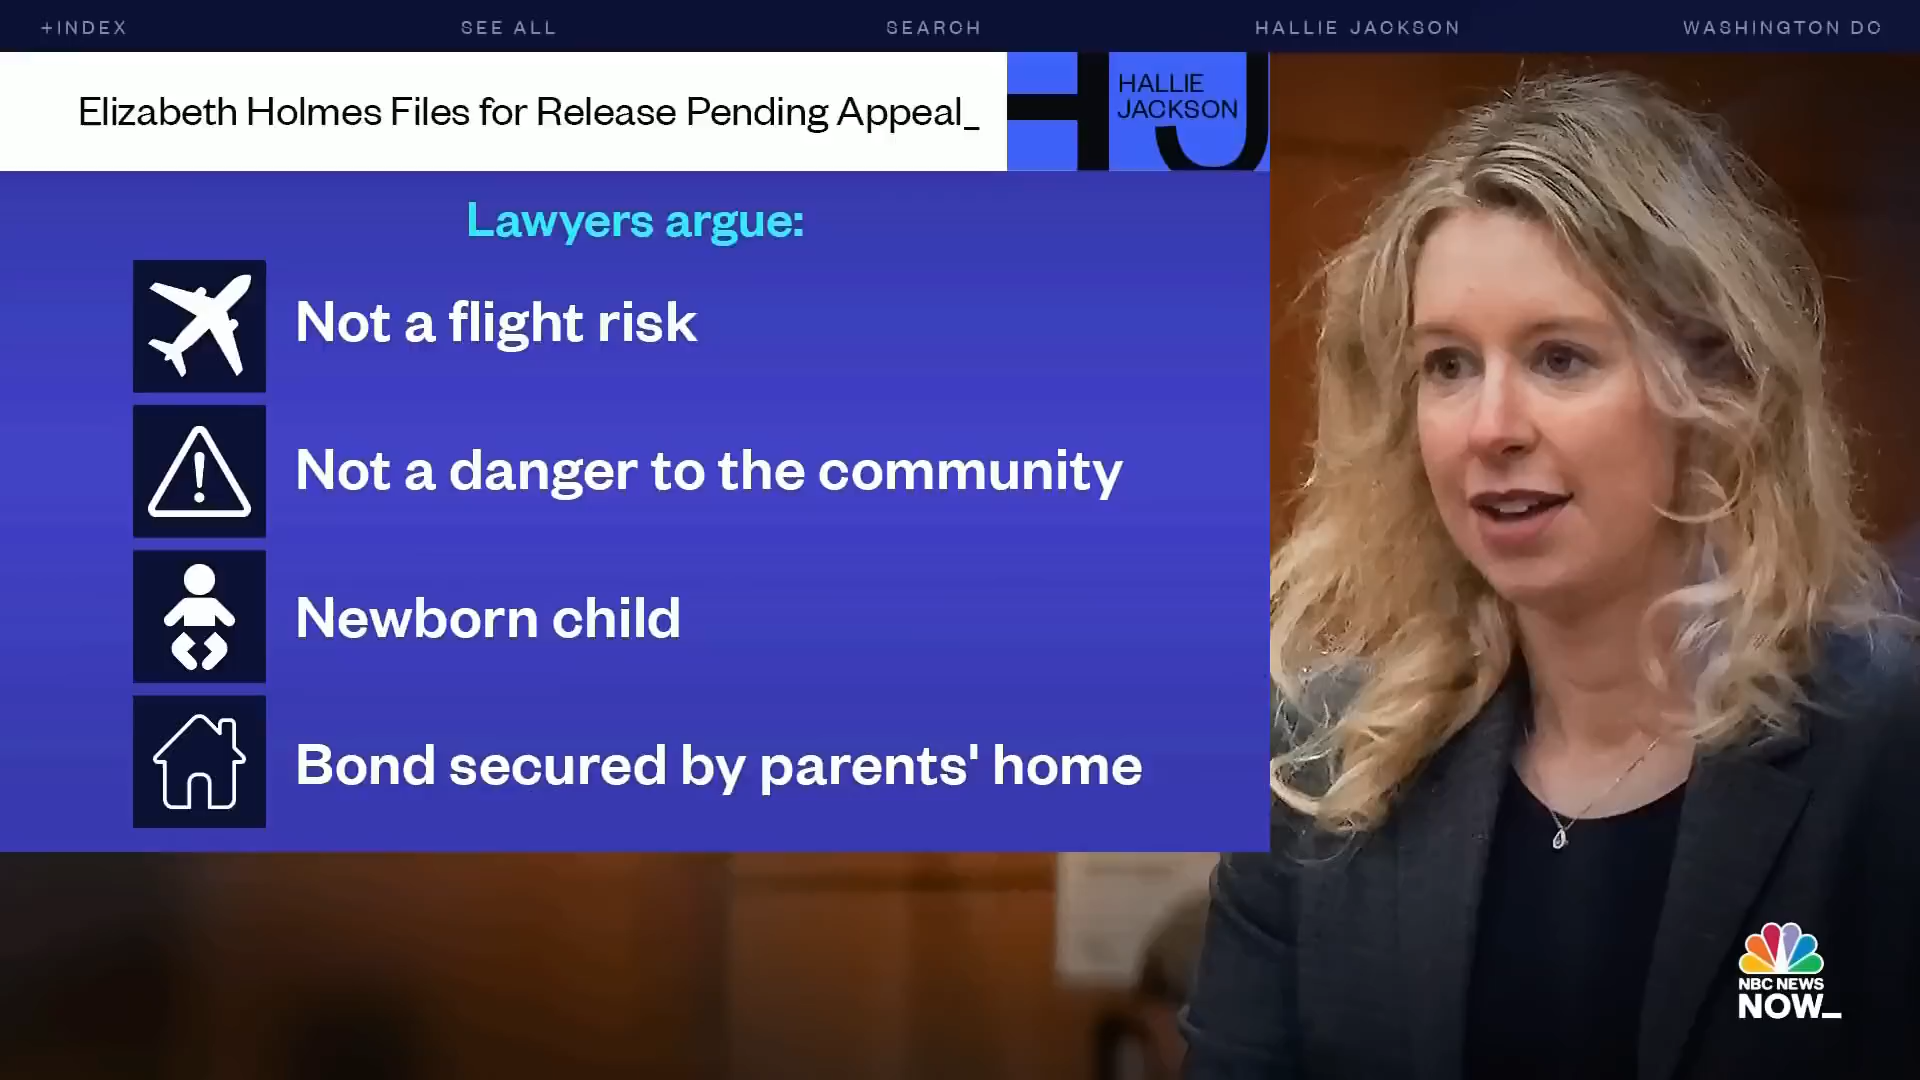 +INDEX
SEE ALL
SEARCH
HALLIE JACKSON
WASHINGTON DC
Elizabeth Holmes Files for Release Pending Appeal_
HJ
HALLIE
JACKSON
Lawyers argue:
Not a flight risk
Not a danger to the community
Newborn child
Bond secured by parents' home
NBC NEWS
NOW_